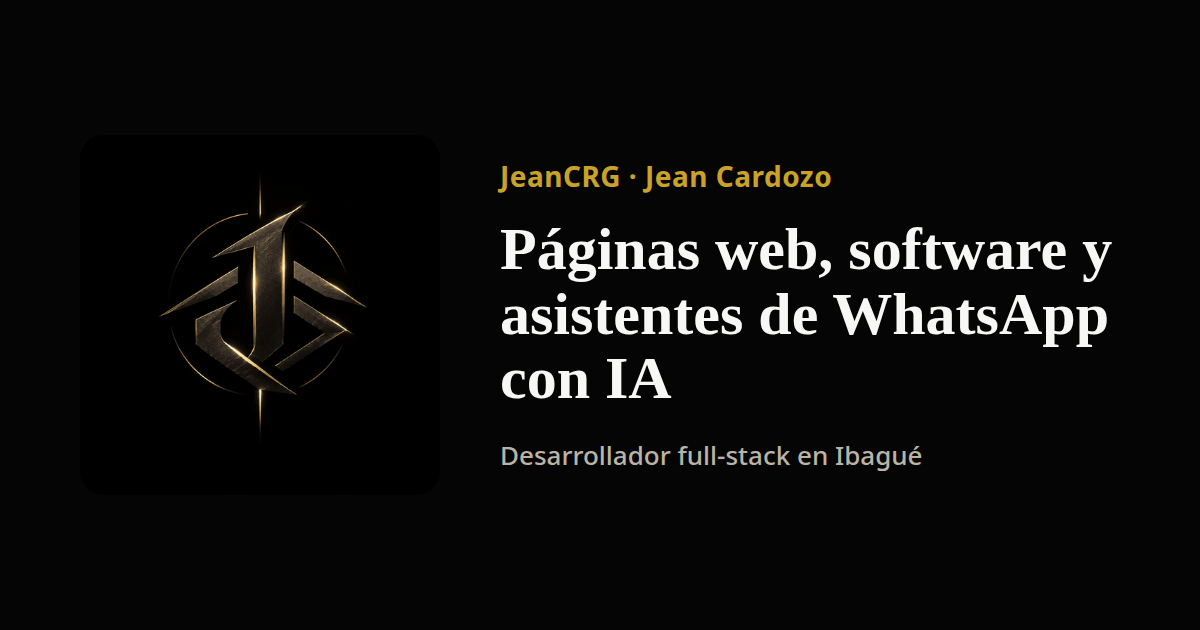 JeanCRG · Jean Cardozo
Páginas web, software y
asistentes de WhatsApp
con IA
Desarrollador full-stack en Ibagué